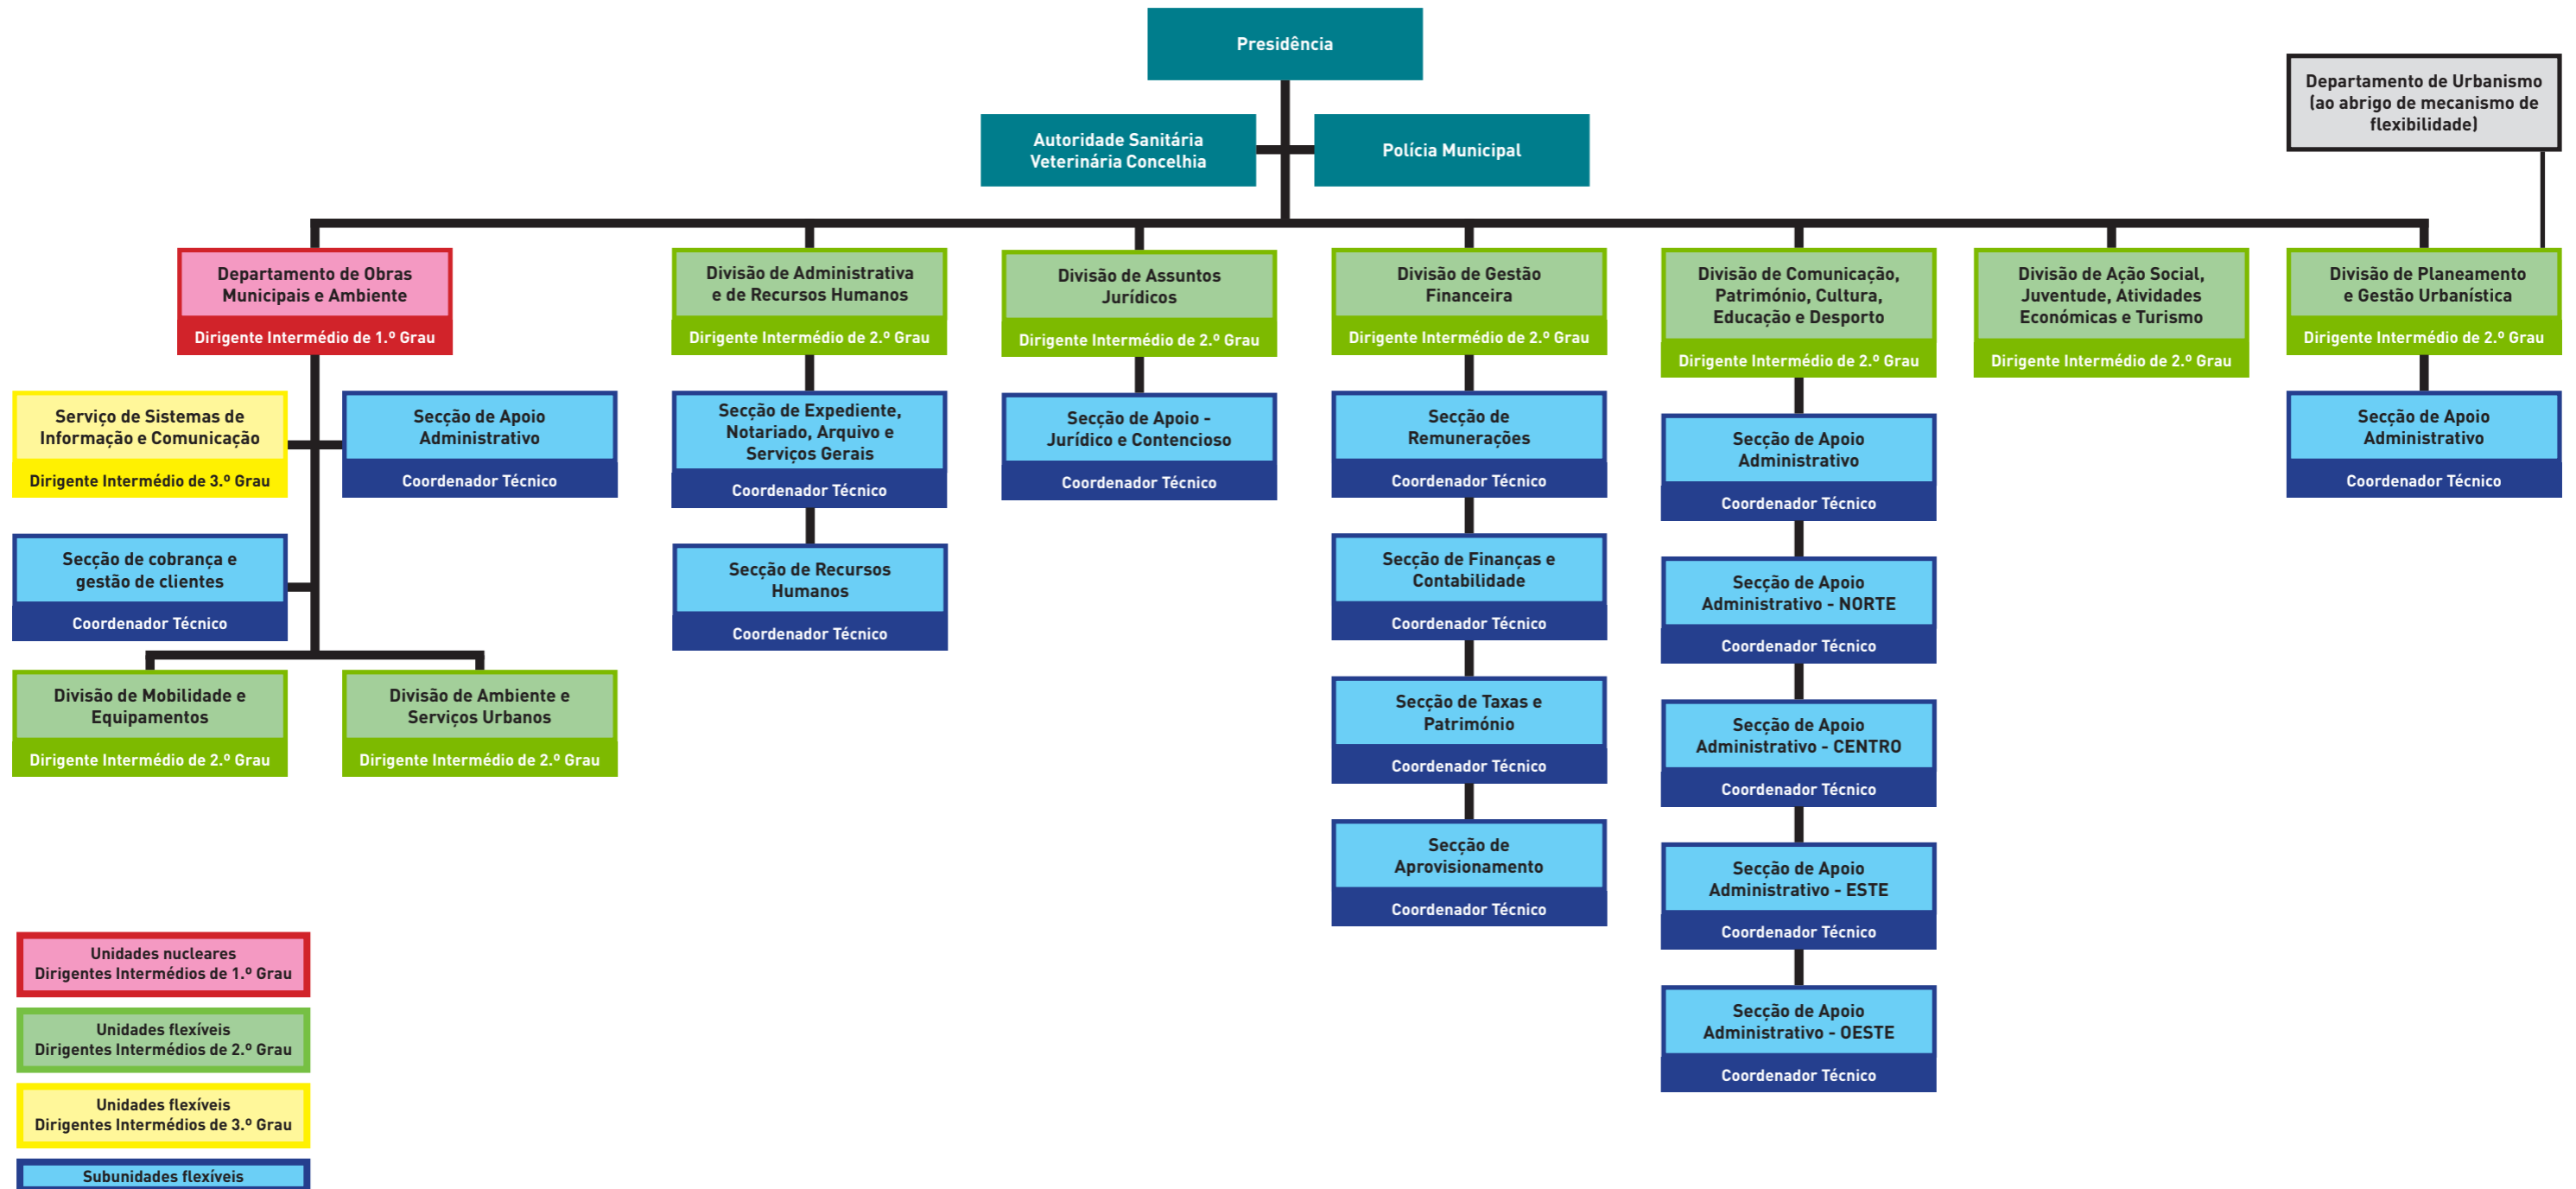 Presidência
Departamento de Urbanismo
(ao abrigo de mecanismo de
flexibilidade)
Autoridade Sanitária
Veterinária Concelhia
Polícia Municipal
Departamento de Obras
Municipais e Ambiente
Dirigente Intermédio de 1.º Grau
Divisão de Administrativa
e de Recursos Humanos
Dirigente Intermédio de 2.º Grau
Divisão de Assuntos
Jurídicos
Dirigente Intermédio de 2.º Grau
Divisão de Gestão
Financeira
Dirigente Intermédio de 2.º Grau
Divisão de Comunicação,
Património, Cultura,
Educação e Desporto
Dirigente Intermédio de 2.º Grau
Divisão de Ação Social,
Juventude, Atividades
Económicas e Turismo
Dirigente Intermédio de 2.º Grau
Divisão de Planeamento
e Gestão Urbanística
Dirigente Intermédio de 2.º Grau
Serviço de Sistemas de
Informação e Comunicação
Dirigente Intermédio de 3.º Grau
Secção de Apoio
Administrativo
Coordenador Técnico
Secção de cobrança e
gestão de clientes
Coordenador Técnico
Divisão de Mobilidade e
Equipamentos
Dirigente Intermédio de 2.º Grau
Divisão de Ambiente e
Serviços Urbanos
Dirigente Intermédio de 2.º Grau
Secção de Expediente,
Notariado, Arquivo e
Serviços Gerais
Coordenador Técnico
Secção de Recursos
Humanos
Coordenador Técnico
Secção de Apoio -
Jurídico e Contencioso
Coordenador Técnico
Secção de
Remunerações
Coordenador Técnico
Secção de Finanças e
Contabilidade
Coordenador Técnico
Secção de Taxas e
Património
Coordenador Técnico
Secção de
Aprovisionamento
Coordenador Técnico
Secção de Apoio
Administrativo
Coordenador Técnico
Secção de Apoio
Administrativo - NORTE
Coordenador Técnico
Secção de Apoio
Administrativo - CENTRO
Coordenador Técnico
Secção de Apoio
Administrativo - ESTE
Coordenador Técnico
Secção de Apoio
Administrativo - OESTE
Coordenador Técnico
Secção de Apoio
Administrativo
Coordenador Técnico
Unidades nucleares
Dirigentes Intermédios de 1.º Grau
Unidades flexíveis
Dirigentes Intermédios de 2.º Grau
Unidades flexíveis
Dirigentes Intermédios de 3.º Grau
Subunidades flexíveis